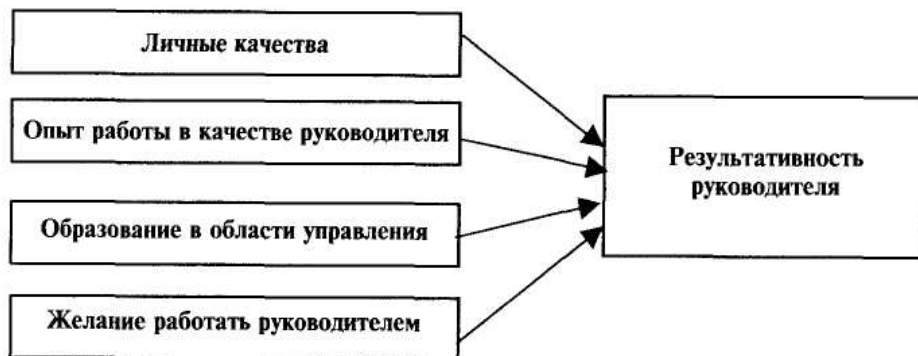 Личные качества
Опыт работы в качестве руководителя
Образование в области управления
Желание работать руководителем
Результативность
руководителя